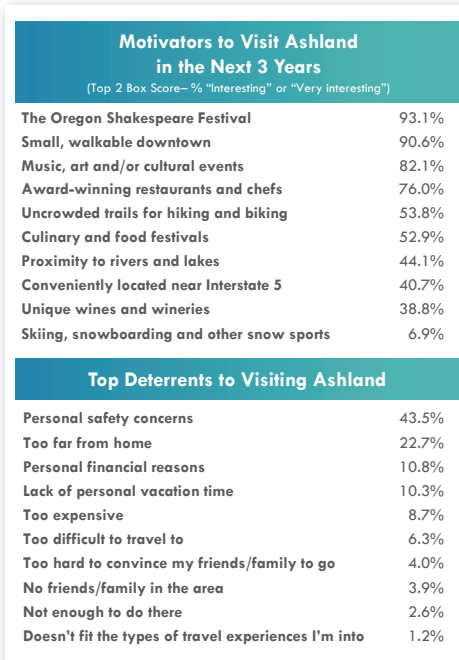 Motivators to Visit Ashland
in the Next 3 Years
(Top 2 Box Score– % “Interesting” or “Very interesting”)
The Oregon Shakespeare Festival 93.1%
Small, walkable downtown 90.6%
Music, art and/or cultural events 82.1%
Award-winning restaurants and chefs 76.0%
Uncrowded trails for hiking and biking 53.8%
Culinary and food festivals 52.9%
Proximity to rivers and lakes 44.1%
Conveniently located near Interstate 5 40.7%
Unique wines and wineries 38.8%
Skiing, snowboarding and other snow sports 6.9%
Top Deterrents to Visiting Ashland
Personal safety concerns 43.5%
Too far from home 22.7%
Personal financial reasons 10.8%
Lack of personal vacation time 10.3%
Too expensive 8.7%
Too difficult to travel to 6.3%
Too hard to convince my friends/family to go 4.0%
No friends/family in the area 3.9%
Not enough to do there 2.6%
Doesn’t fit the types of travel experiences I’m into 1.2%